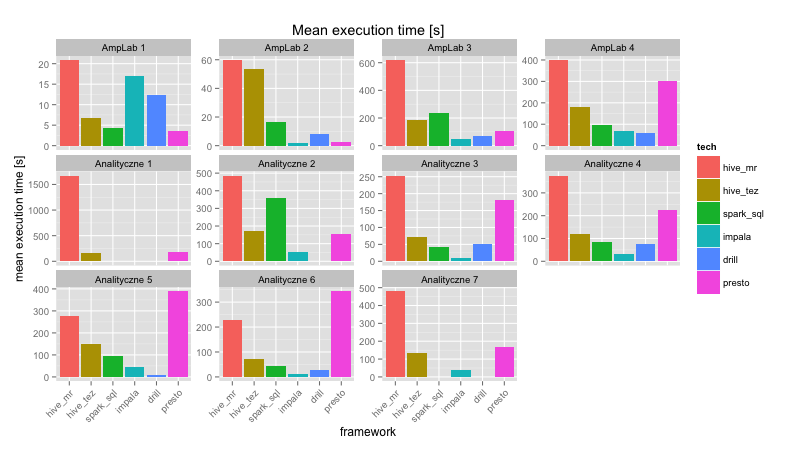 Mean execution time [s]
AmpLab 1
AmpLab 2
AmpLab 3
AmpLab 4
20
15
10
5
0
60
40
20
0
600
400
200
0
400
300
200
100
0
Analityczne 1
Analityczne 2
Analityczne 3
Analityczne 4
1500
1000
500
0
500
400
300
200
100
0
250
200
150
100
50
0
300
200
100
0
Analityczne 5
Analityczne 6
Analityczne 7
400
300
200
100
0
300
200
100
0
500
400
300
200
100
0
hive_mr
hive_tez
spark_sql
impala
drill
presto
hive_mr
hive_tez
spark_sql
impala
drill
presto
hive_mr
hive_tez
spark_sql
impala
drill
presto
mean execution time [s]
framework
tech
hive_mr
hive_tez
spark_sql
impala
drill
presto